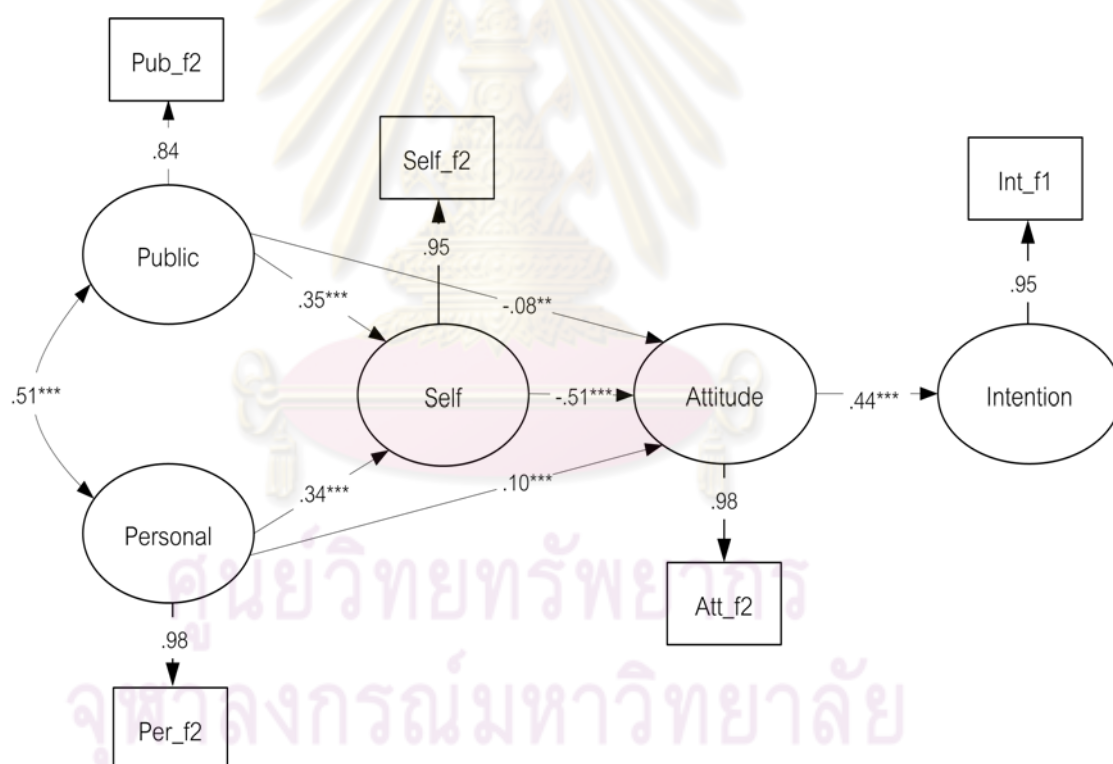 Pub_f2
.84
Self_f2
Int_f1
.95
.95
Public
.35***
-.08**
.51***
Self
-.51***
Attitude
.44***
Intention
.34***
.10***
.98
Personal
Att_f2
.98
Per_f2
ศูนย์วิทยทรัพยากร
จุฬาลงกรณ์มหาวิทยาลัย